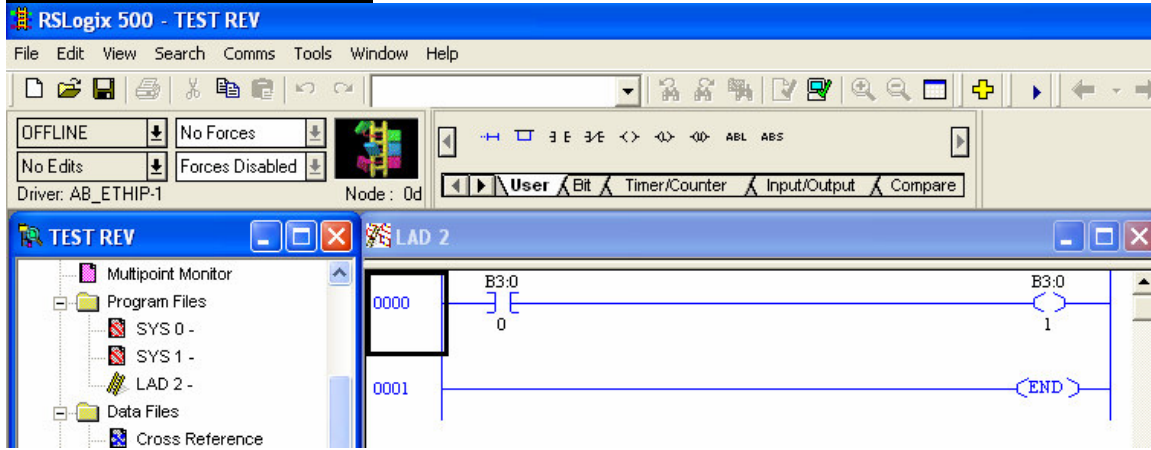 RSLogix 500 - TEST REV
File Edit View Search Comms Tools Window Help
OFFLINE No Forces
No Edits Forces Disabled
Driver: AB_ETHIP-1 Node : 0d
ABL ABS
User Bit Timer/Counter Input/Output Compare
TEST REV
Multipoint Monitor
Program Files
SYS 0 -
SYS 1 -
LAD 2 -
Data Files
Cross Reference
LAD 2
B3:0 B3:0
0000
0 1
0001 END